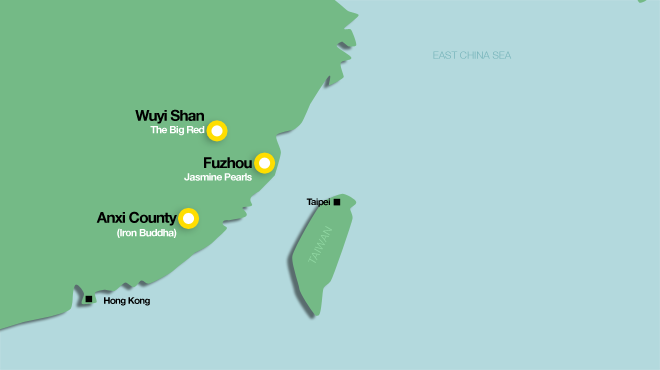 EAST CHINA SEA
Wuyi Shan
The Big Red
Fuzhou
Jasmine Pearls
Taipei
Anxi County
(Iron Buddha)
TAIWAN
Hong Kong